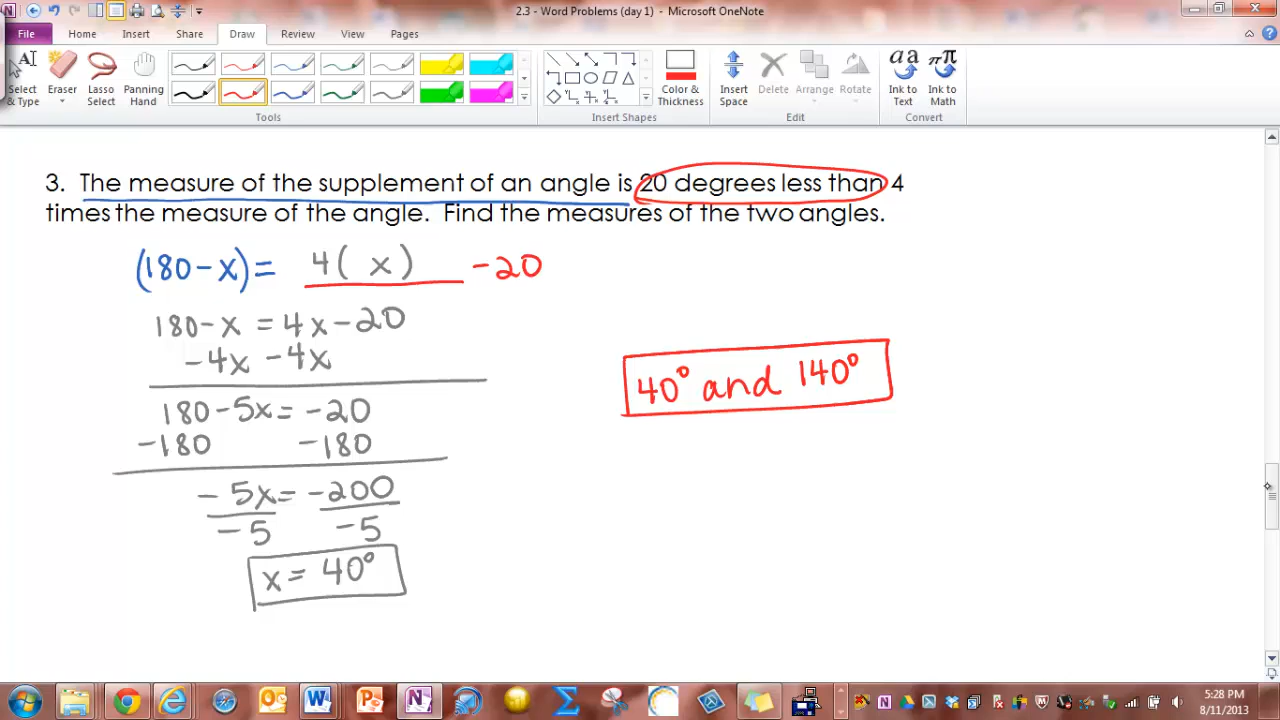 2.3 - Word Problems (day 1) - Microsoft OneNote
File Home Insert Share Draw Review View Pages
Select & Type Eraser Lasso Select Panning Hand Color & Thickness Insert Space Delete Arrange Rotate Ink to Text Ink to Math
Tools Insert Shapes Edit Convert
3. The measure of the supplement of an angle is 20 degrees less than 4
times the measure of the angle. Find the measures of the two angles.
(180-x) = 4( x ) -20
180-x = 4x-20
-4x -4x
180-5x = -20
-180 -180
-5x = -200
-5 -5
x = 40°
40° and 140°
5:28 PM
8/11/2013